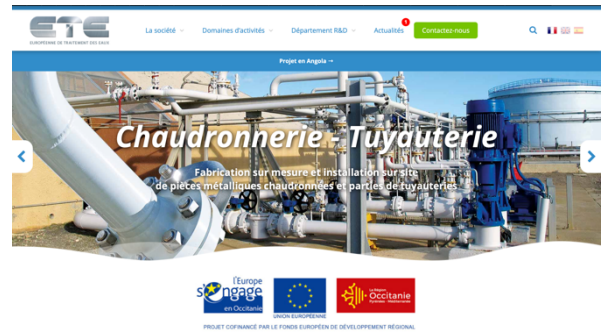 ETE
EUROPÉENNE DE TRAITEMENT DES EAUX
La société
Domaines d'activités
Département R&D
Actualités
1
Contactez-nous
Projet en Angola →
Chaudronnerie - Tuyauterie
Fabrication sur mesure et installation sur site
de pièces métalliques chaudronnées et parties de tuyauteries
l'Europe
s'engage
en Occitanie
UNION EUROPÉENNE
La Région
Occitanie
Pyrénées - Méditerranée
PROJET COFINANCÉ PAR LE FONDS EUROPÉEN DE DÉVELOPPEMENT RÉGIONAL